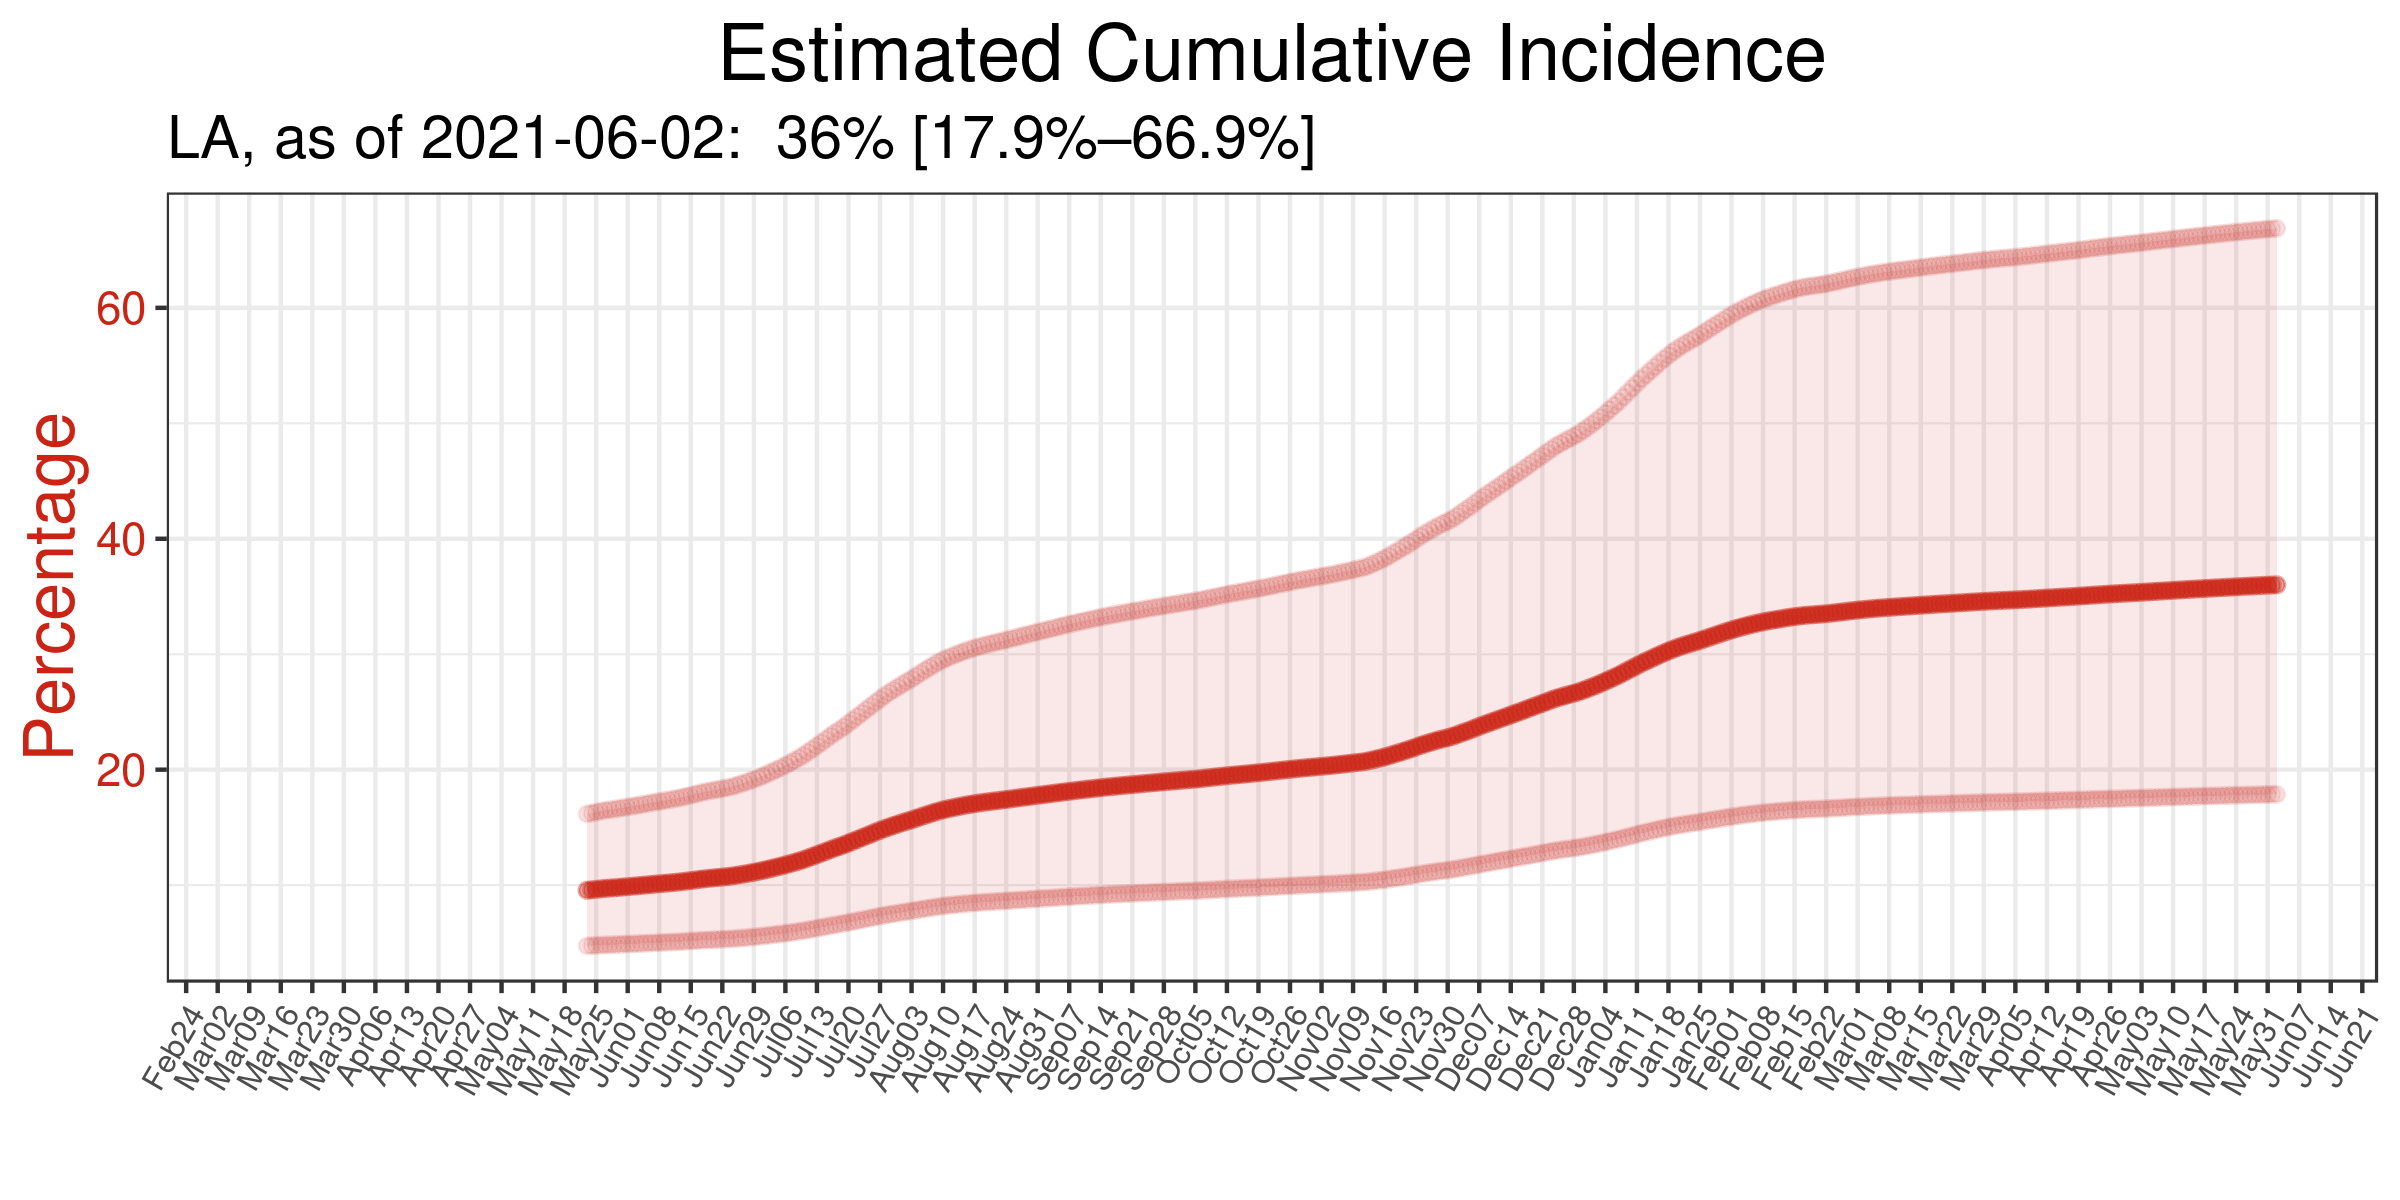 Estimated Cumulative Incidence
LA, as of 2021-06-02:  36% [17.9%–66.9%]
Percentage
60
40
20
Feb24
Mar02
Mar09
Mar16
Mar23
Mar30
Apr06
Apr13
Apr20
Apr27
May04
May11
May18
May25
Jun01
Jun08
Jun15
Jun22
Jun29
Jul06
Jul13
Jul20
Jul27
Aug03
Aug10
Aug17
Aug24
Aug31
Sep07
Sep14
Sep21
Sep28
Oct05
Oct12
Oct19
Oct26
Nov02
Nov09
Nov16
Nov23
Nov30
Dec07
Dec14
Dec21
Dec28
Jan04
Jan11
Jan18
Jan25
Feb01
Feb08
Feb15
Feb22
Mar01
Mar08
Mar15
Mar22
Mar29
Apr05
Apr12
Apr19
Apr26
May03
May10
May17
May24
May31
Jun07
Jun14
Jun21